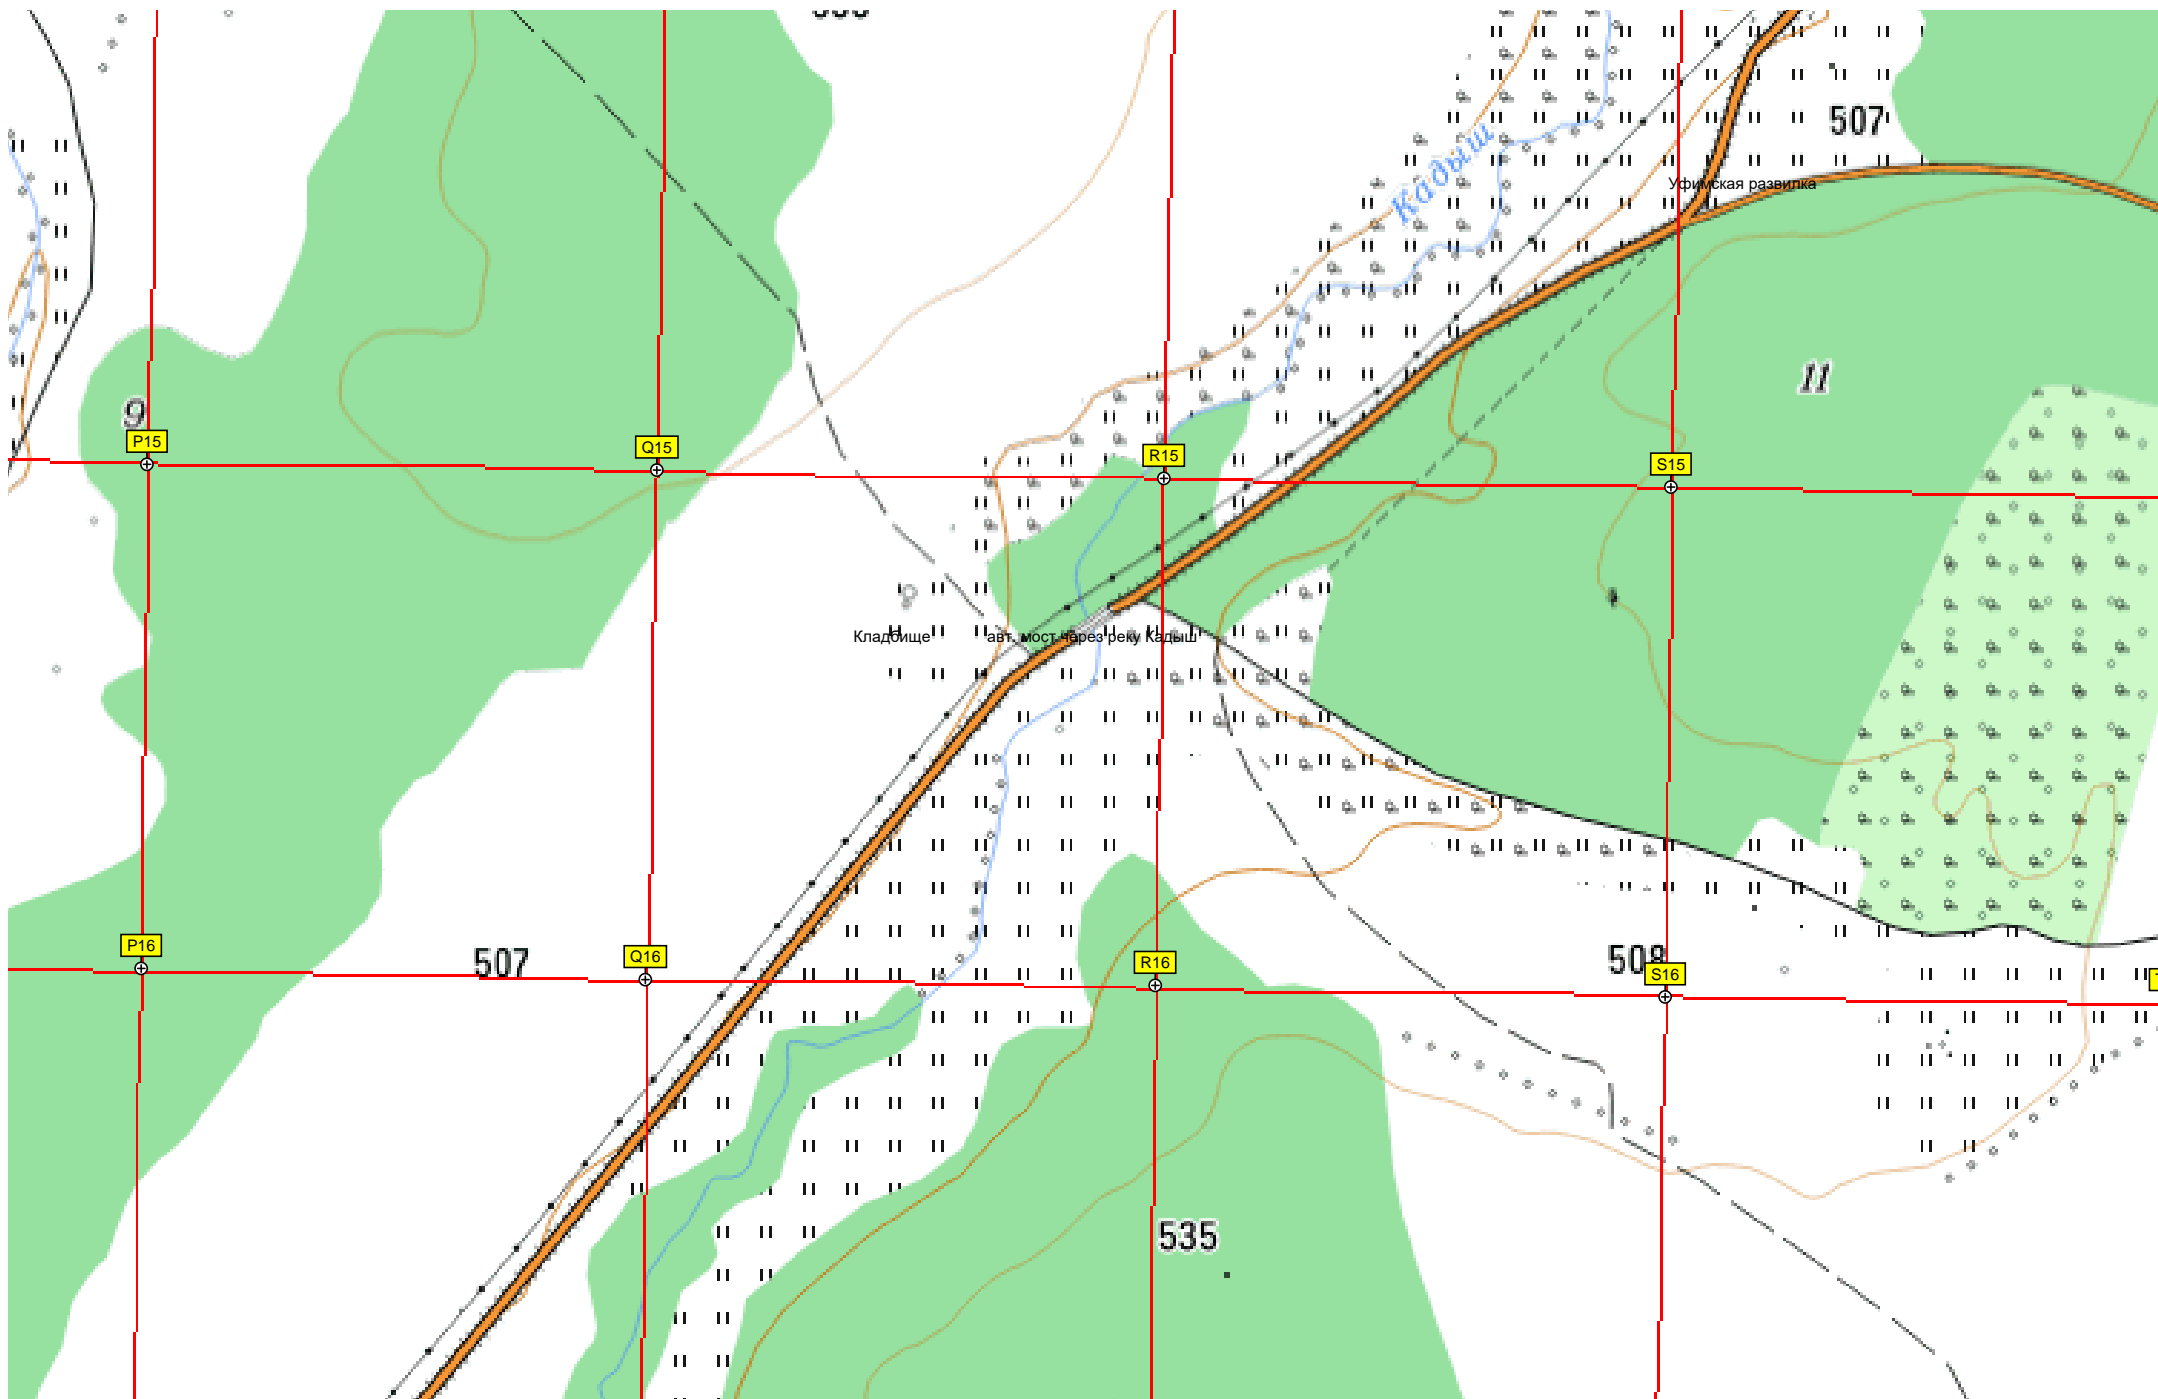 507
Кадыш
Уфимская развилка
11
9
P15
Q15
R15
S15
Кладбище
авт. мост через реку Кадыш
P16
507
Q16
R16
508
S16
535